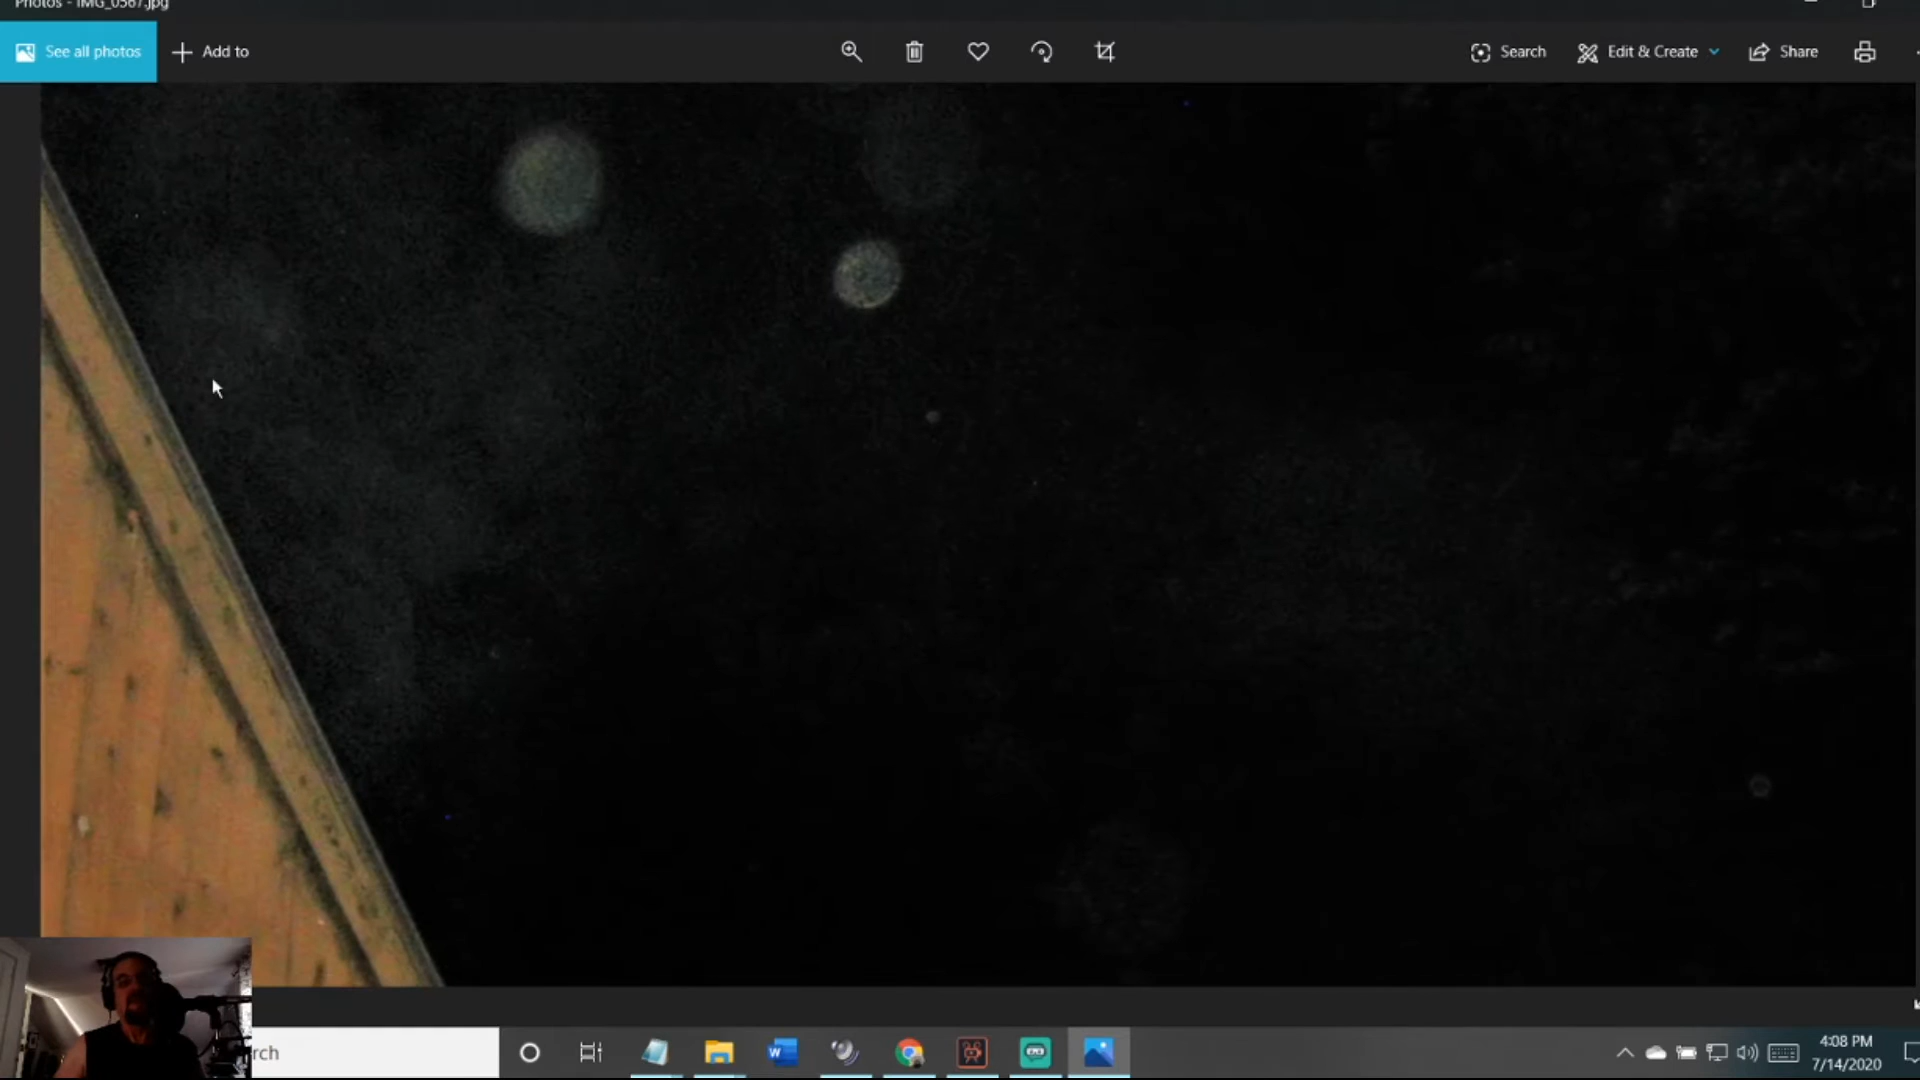 Photos - IMG_0567.jpg
See all photos
Add to
Search
Edit & Create
Share
rch
4:08 PM
7/14/2020